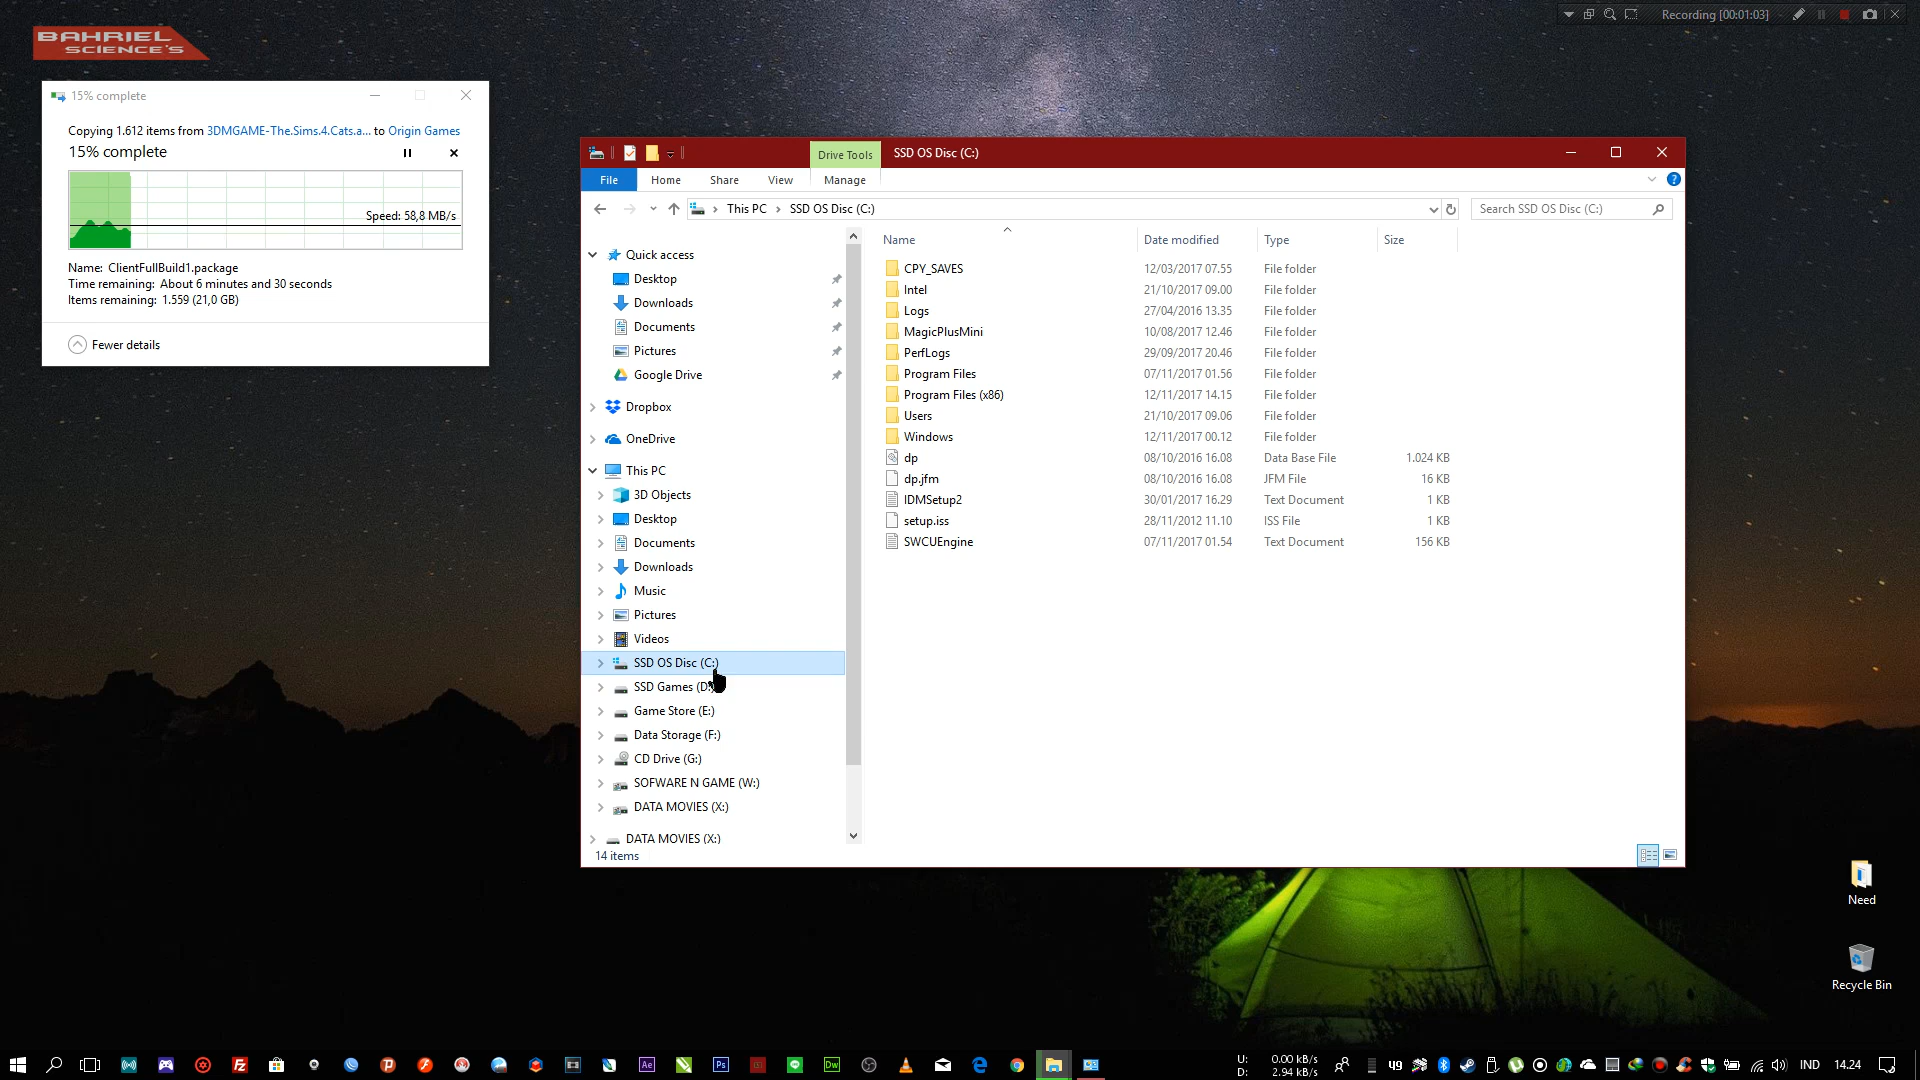 Recording [00:01:03]
BAHRIEL
SCIENCE'S
15% complete
Copying 1.612 items from 3DMGAME-The.Sims.4.Cats.a... to Origin Games
15% complete
Speed: 58,8 MB/s
Name: ClientFullBuild1.package
Time remaining: About 6 minutes and 30 seconds
Items remaining: 1.559 (21,0 GB)
Fewer details
Drive Tools
SSD OS Disc (C:)
File
Home
Share
View
Manage
This PC
SSD OS Disc (C:)
Search SSD OS Disc (C:)
Quick access
Desktop
Downloads
Documents
Pictures
Google Drive
Dropbox
OneDrive
This PC
3D Objects
Desktop
Documents
Downloads
Music
Pictures
Videos
SSD OS Disc (C:)
SSD Games (D:)
Game Store (E:)
Data Storage (F:)
CD Drive (G:)
SOFWARE N GAME (W:)
DATA MOVIES (X:)
DATA MOVIES (X:)
14 items
Name Date modified Type Size
CPY_SAVES 12/03/2017 07.55 File folder
Intel 21/10/2017 09.00 File folder
Logs 27/04/2016 13.35 File folder
MagicPlusMini 10/08/2017 12.46 File folder
PerfLogs 29/09/2017 20.46 File folder
Program Files 07/11/2017 01.56 File folder
Program Files (x86) 12/11/2017 14.15 File folder
Users 21/10/2017 09.06 File folder
Windows 12/11/2017 00.12 File folder
dp 08/10/2016 16.08 Data Base File 1.024 KB
dp.jfm 08/10/2016 16.08 JFM File 16 KB
IDMSetup2 30/01/2017 16.29 Text Document 1 KB
setup.iss 28/11/2012 11.10 ISS File 1 KB
SWCUEngine 07/11/2017 01.54 Text Document 156 KB
Need
Recycle Bin
Fz
Ae
Ps
Dw
U: 0.00 kB/s
D: 2.94 kB/s
49
IND
14.24